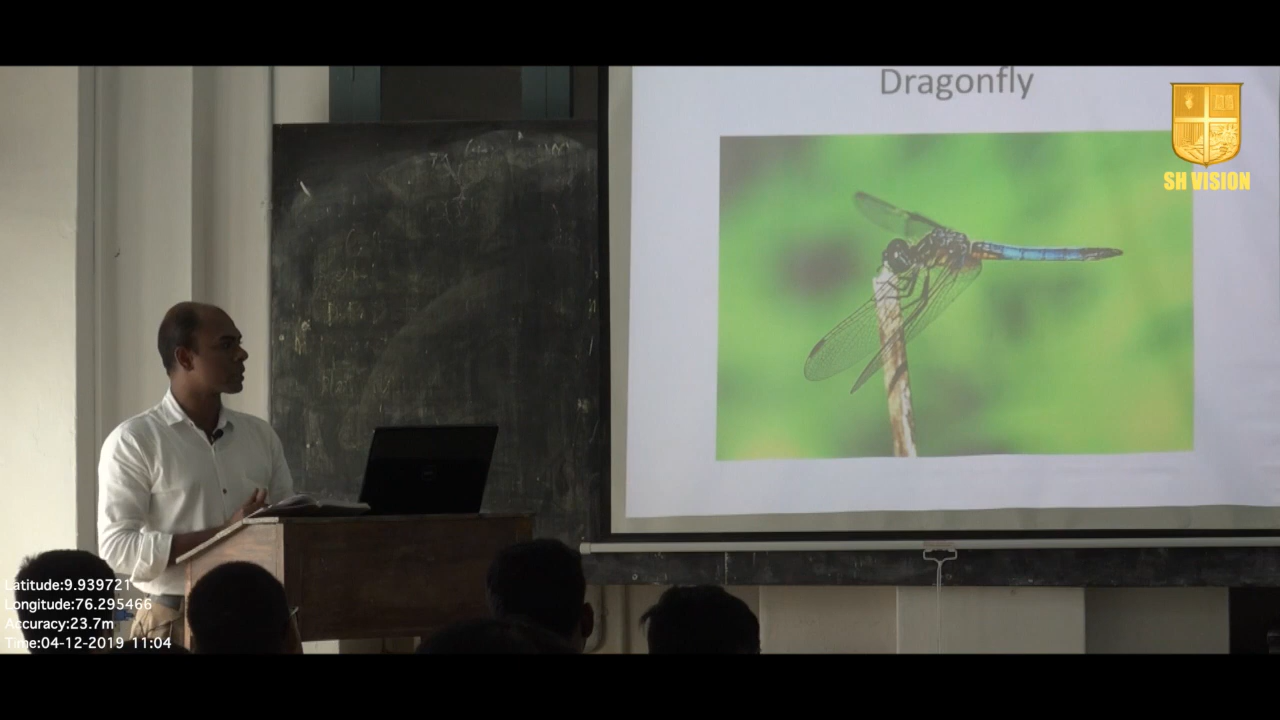 Dragonfly
SH VISION
Latitude:9.939721
Longitude:76.295466
Accuracy:23.7m
Time:04-12-2019 11:04